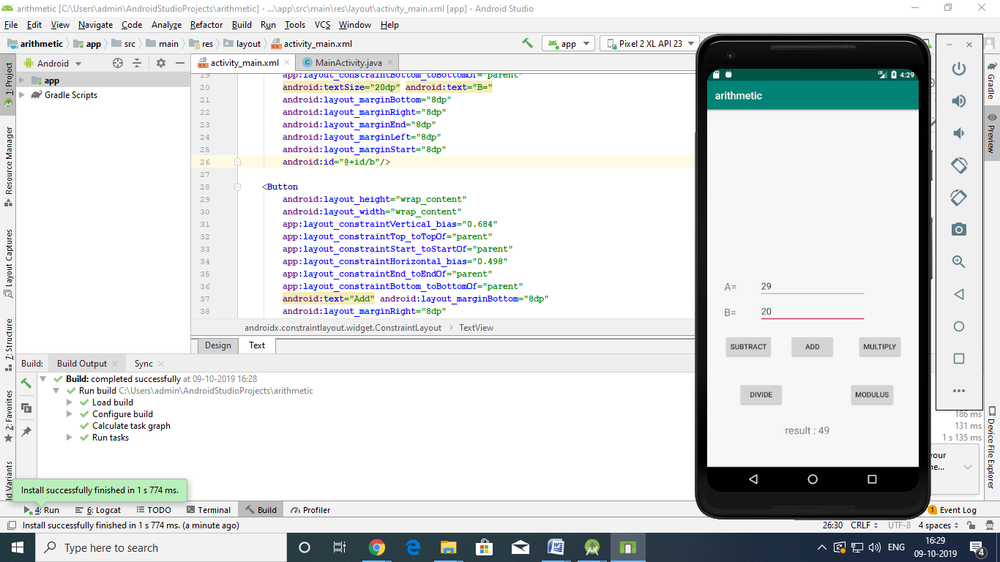 arithmetic [C:\Users\admin\AndroidStudioProjects\arithmetic] - ...\app\src\main\res\layout\activity_main.xml [app] - Android Studio
File Edit View Navigate Code Analyze Refactor Build Run Tools VCS Window Help
arithmetic app src main res layout activity_main.xml
app Pixel 2 XL API 23
Android
activity_main.xml MainActivity.java
1: Project
Resource Manager
Layout Captures
7: Structure
2: Favorites
ld Variants
app
Gradle Scripts
19 app:layout_constraintBottom_toBottomOf="parent"
20 android:textSize="20dp" android:text="B="
21 android:layout_marginBottom="8dp"
22 android:layout_marginRight="8dp"
23 android:layout_marginEnd="8dp"
24 android:layout_marginLeft="8dp"
25 android:layout_marginStart="8dp"
26 android:id="@+id/b"/>
27
28 <Button
29 android:layout_height="wrap_content"
30 android:layout_width="wrap_content"
31 app:layout_constraintVertical_bias="0.684"
32 app:layout_constraintTop_toTopOf="parent"
33 app:layout_constraintStart_toStartOf="parent"
34 app:layout_constraintHorizontal_bias="0.498"
35 app:layout_constraintEnd_toEndOf="parent"
36 app:layout_constraintBottom_toBottomOf="parent"
37 android:text="Add" android:layout_marginBottom="8dp"
38 android:layout_marginRight="8dp"
androidx.constraintlayout.widget.ConstraintLayout TextView
Design Text
4:29
arithmetic
A= 29
B= 20
SUBTRACT ADD MULTIPLY
DIVIDE MODULUS
result : 49
Gradle
Preview
Device File Explorer
Build: Build Output Sync
Build: completed successfully at 09-10-2019 16:28
Run build C:\Users\admin\AndroidStudioProjects\arithmetic
Load build
Configure build
Calculate task graph
Run tasks
186 ms
131 ms
1 s 135 ms
your
ne...
Install successfully finished in 1 s 774 ms.
4: Run 6: Logcat TODO Terminal Build Profiler
1 Event Log
Install successfully finished in 1 s 774 ms. (a minute ago)
26:30 CRLF UTF-8 4 spaces
Type here to search
ENG
16:29
09-10-2019
4